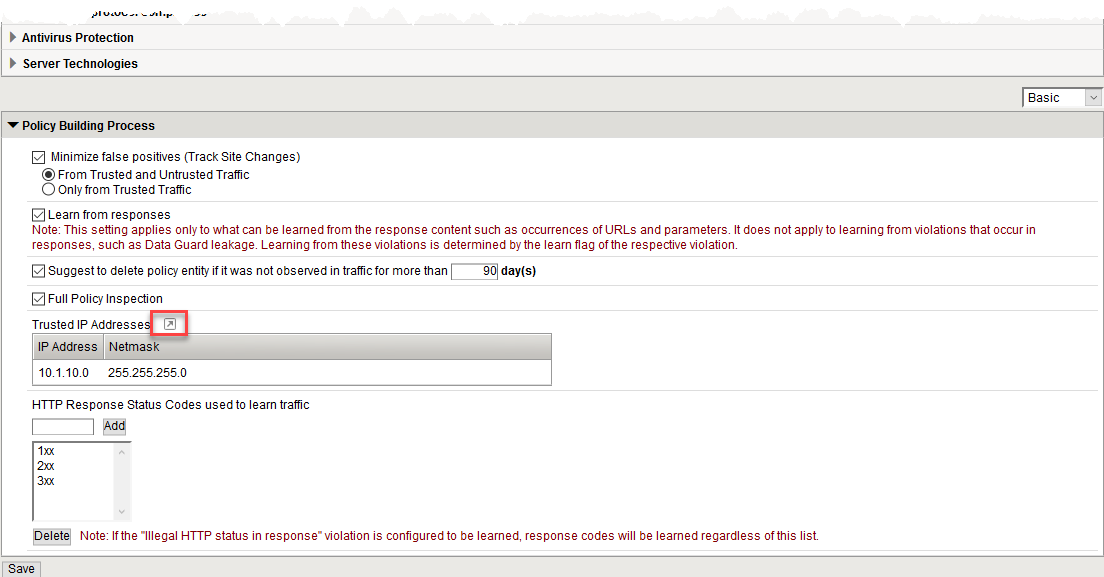 Antivirus Protection
Server Technologies
Basic
Policy Building Process
Minimize false positives (Track Site Changes)
From Trusted and Untrusted Traffic
Only from Trusted Traffic
Learn from responses
Note: This setting applies only to what can be learned from the response content such as occurrences of URLs and parameters. It does not apply to learning from violations that occur in
responses, such as Data Guard leakage. Learning from these violations is determined by the learn flag of the respective violation.
Suggest to delete policy entity if it was not observed in traffic for more than 90 day(s)
Full Policy Inspection
Trusted IP Addresses
IP Address Netmask
10.1.10.0 255.255.255.0
HTTP Response Status Codes used to learn traffic
Add
1xx
2xx
3xx
Delete Note: If the "Illegal HTTP status in response" violation is configured to be learned, response codes will be learned regardless of this list.
Save